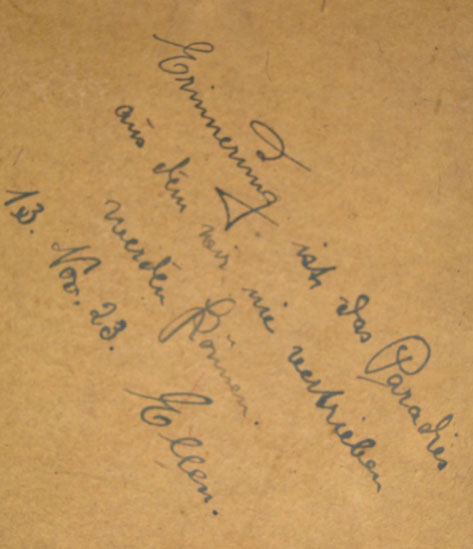 Erinnerung ist das Paradies
aus dem wir nie vertrieben
werden können.
13. Nov. 23. Ellen.